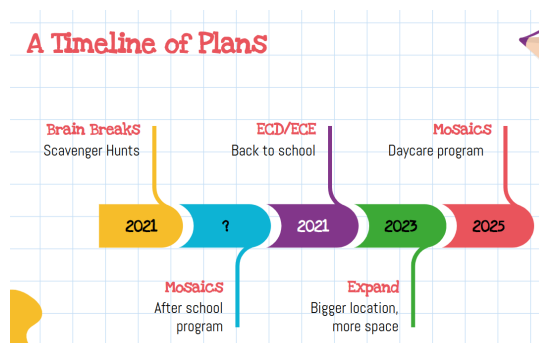 A Timeline of Plans
Brain Breaks
Scavenger Hunts
ECD/ECE
Back to school
Mosaics
Daycare program
2021
?
2021
2023
2025
Mosaics
After school
program
Expand
Bigger location,
more space